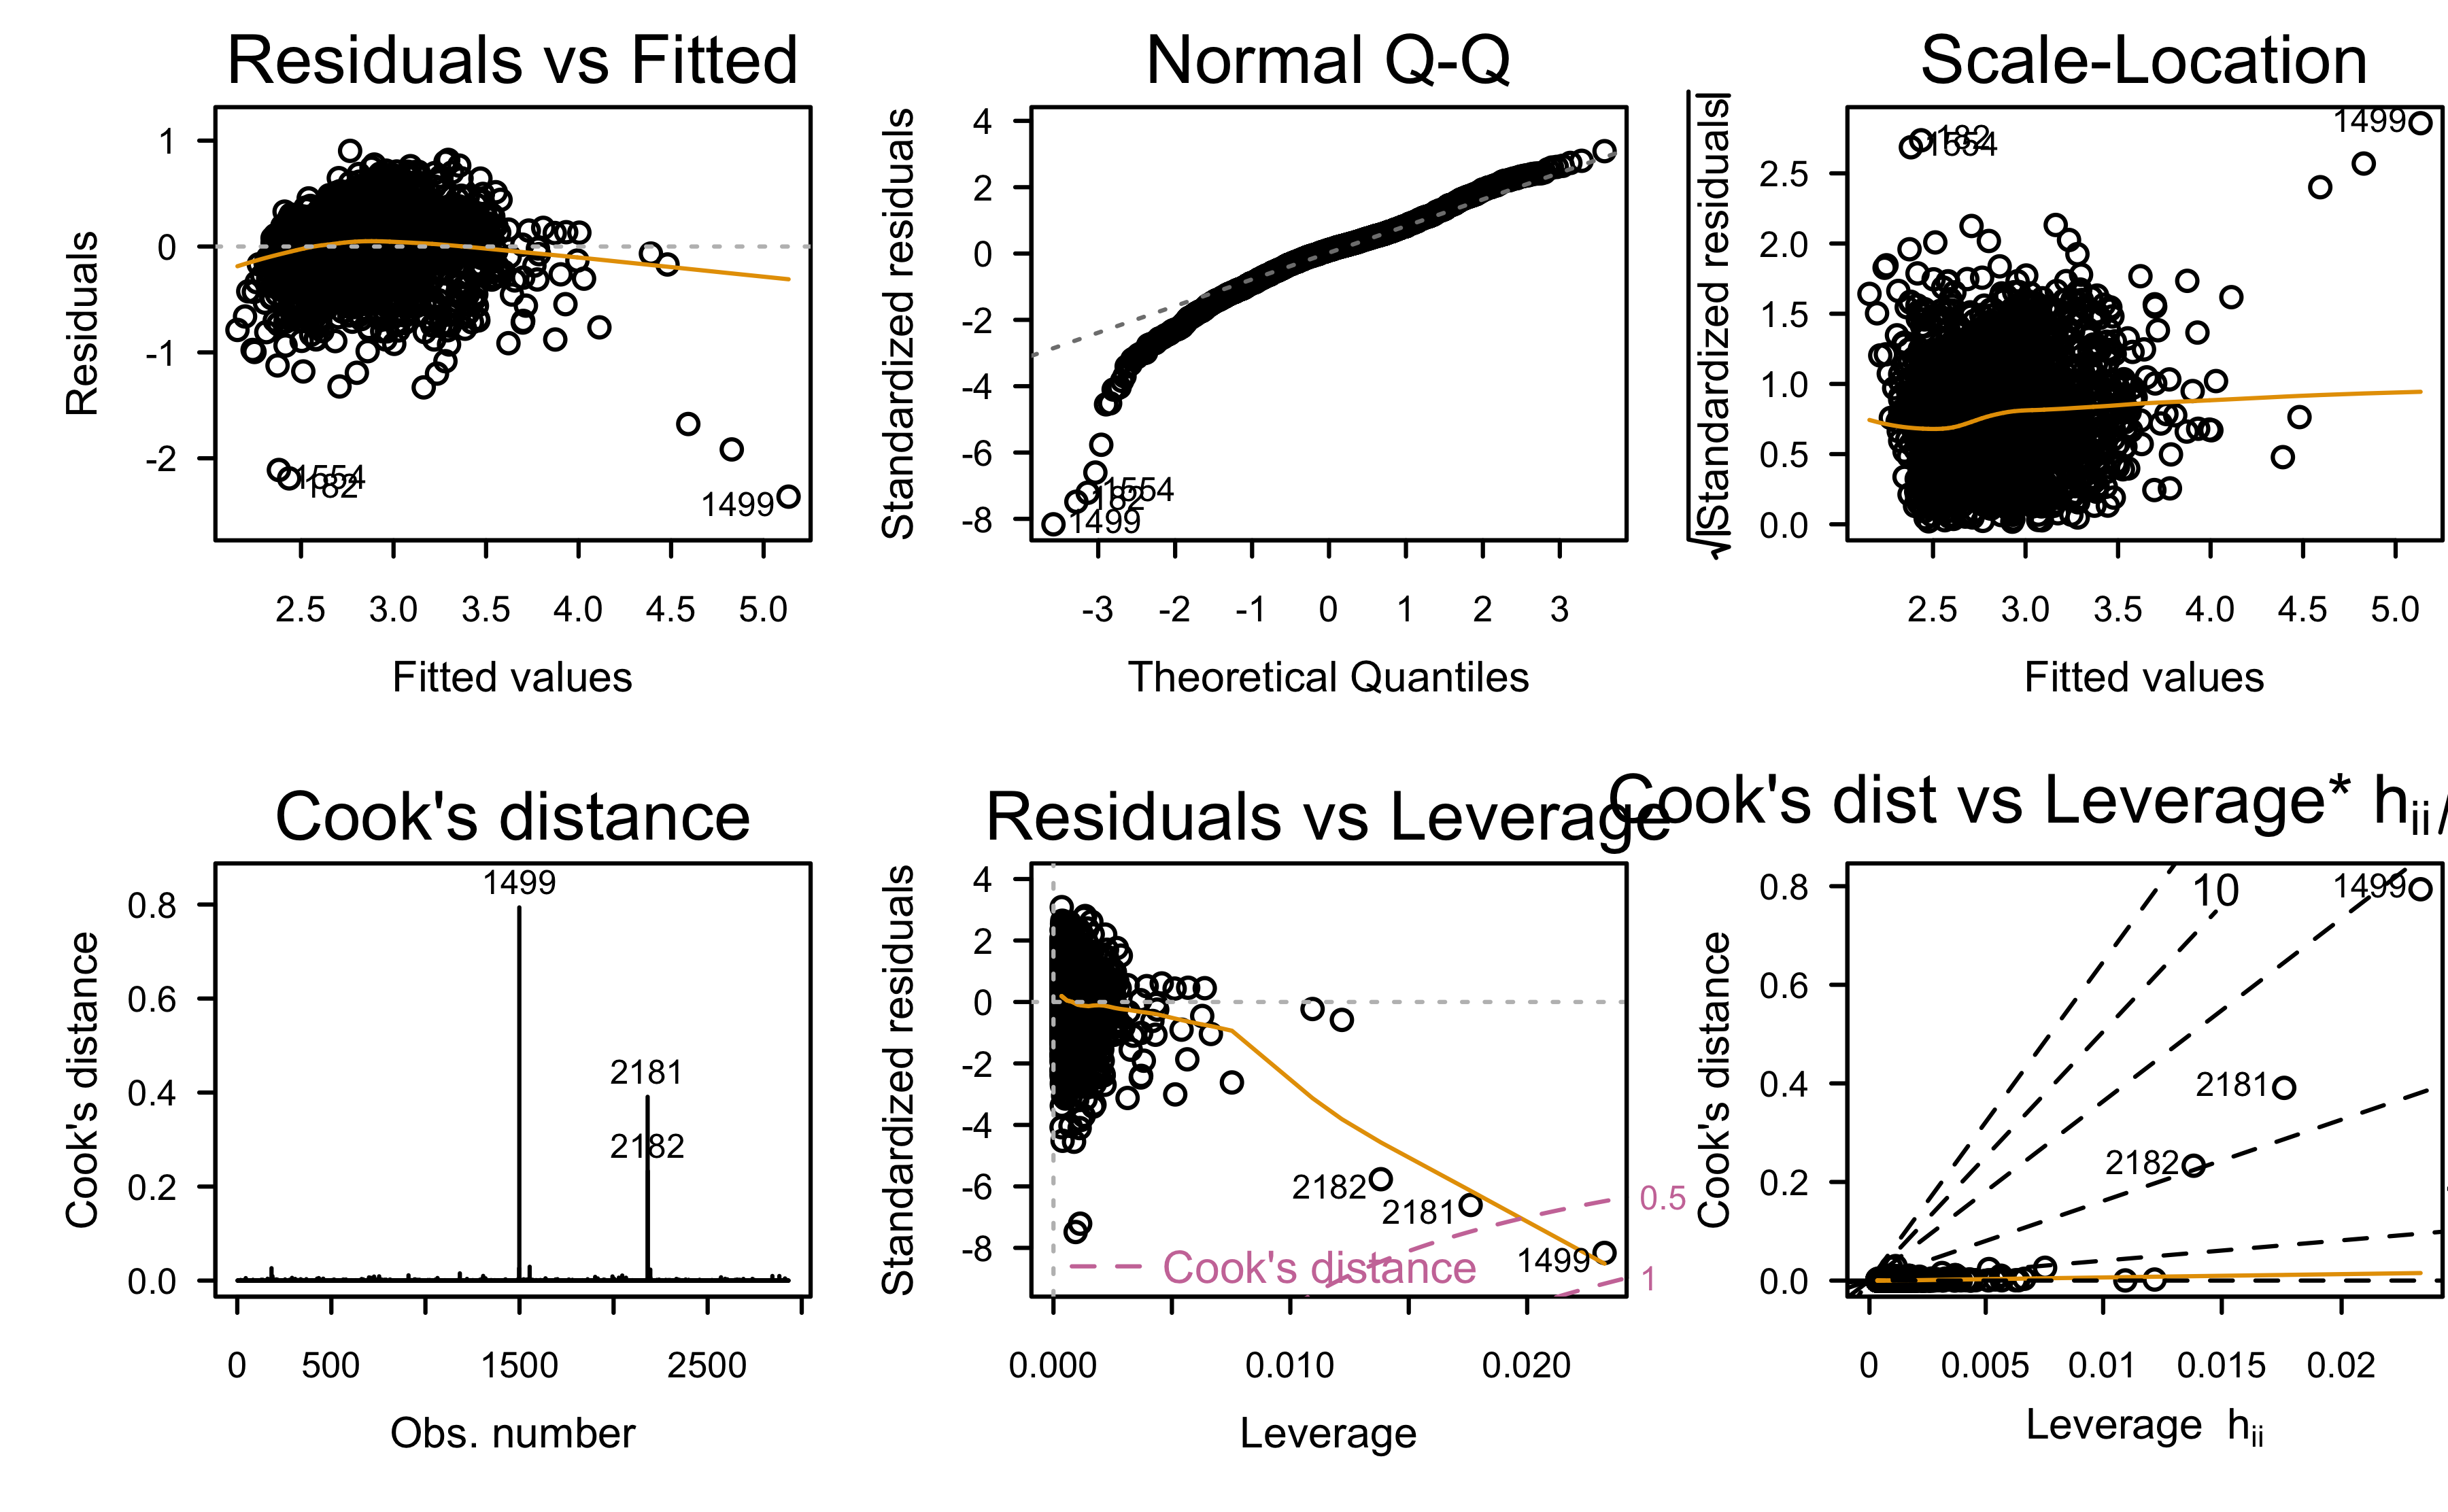 Residuals vs Fitted
Residuals
1
0
-1
-2
1554
182
1499
2.5 3.0 3.5 4.0 4.5 5.0
Fitted values
Normal Q-Q
Standardized residuals
4
2
0
-2
-4
-6
-8
1554
182
1499
-3 -2 -1 0 1 2 3
Theoretical Quantiles
Scale-Location
√|Standardized residuals|
2.5
2.0
1.5
1.0
0.5
0.0
182
1554
1499
2.5 3.0 3.5 4.0 4.5 5.0
Fitted values
Cook's distance
Cook's distance
0.8
0.6
0.4
0.2
0.0
1499
2181
2182
0 500 1500 2500
Obs. number
Residuals vs Leverage
Standardized residuals
4
2
0
-2
-4
-6
-8
2182
2181
1499
Cook's distance
0.5
1
0.000 0.010 0.020
Leverage
Cook's dist vs Leverage* hii/
Cook's distance
0.8
0.6
0.4
0.2
0.0
10
1499
2181
2182
0 0.005 0.01 0.015 0.02
Leverage hii